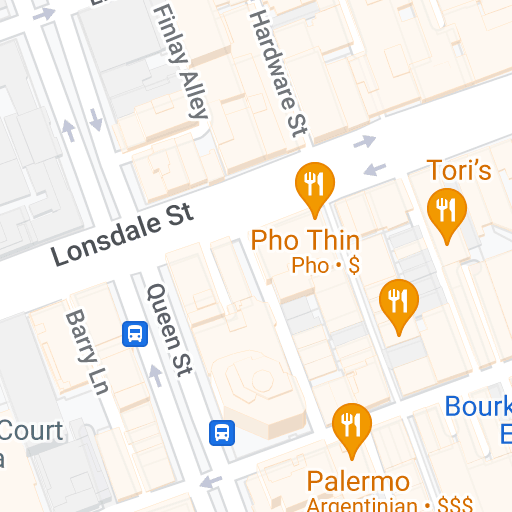 Finlay Alley
Hardware St
Tori's
Lonsdale St
Pho Thin
Pho • $
Queen St
Barry Ln
Court
Bourk
E
a
Palermo
Argentinian • $$$